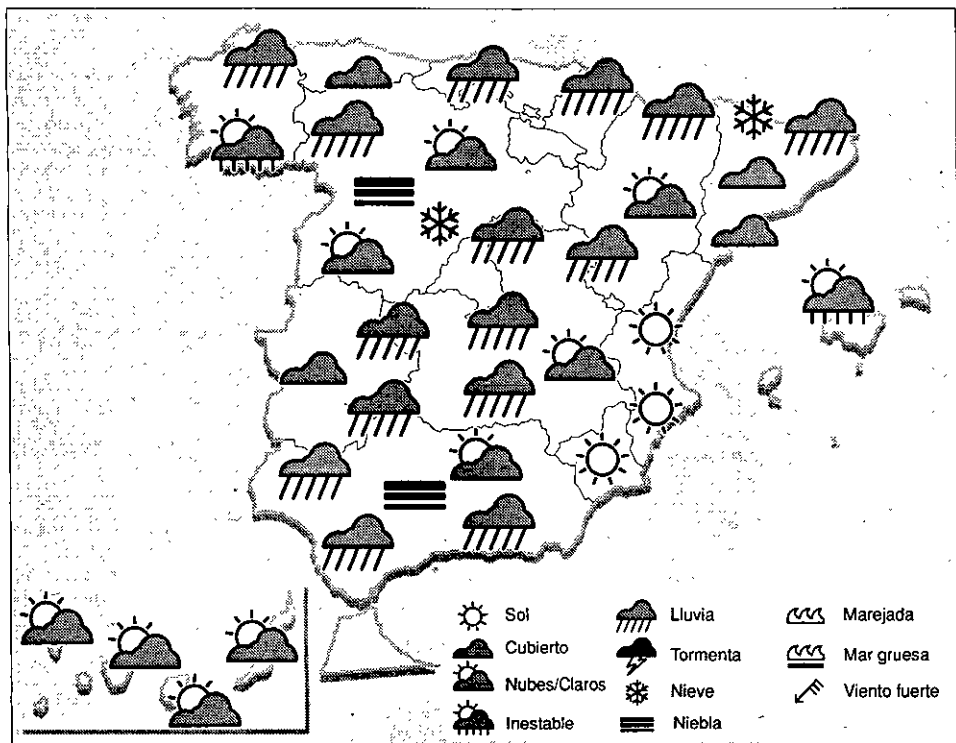 Sol
Cubierto
Nubes/Claros
Inestable
Lluvia
Tormenta
Nieve
Niebla
Marejada
Mar gruesa
Viento fuerte